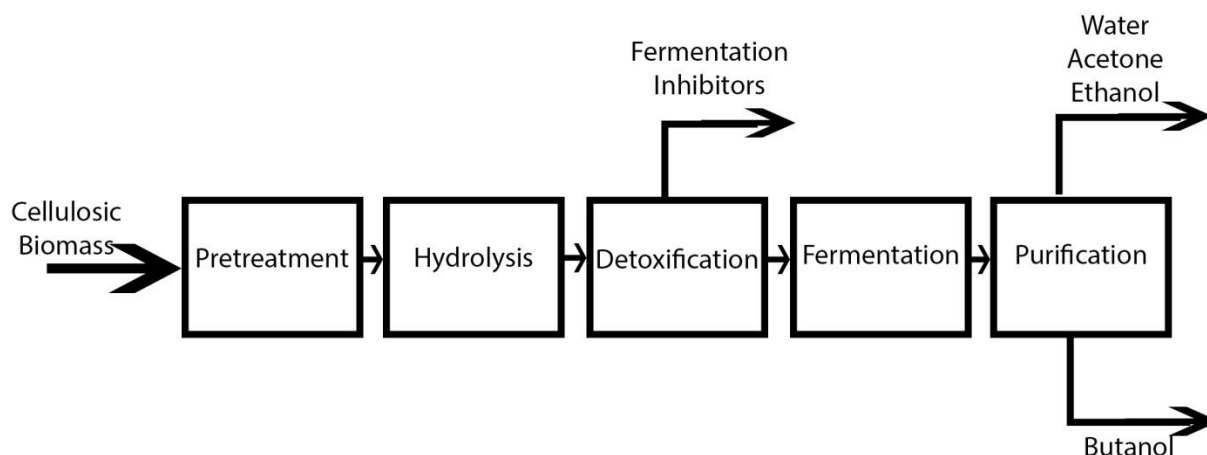 Fermentation
Inhibitors
Water
Acetone
Ethanol
Cellulosic
Biomass
Pretreatment
Hydrolysis
Detoxification
Fermentation
Purification
Butanol